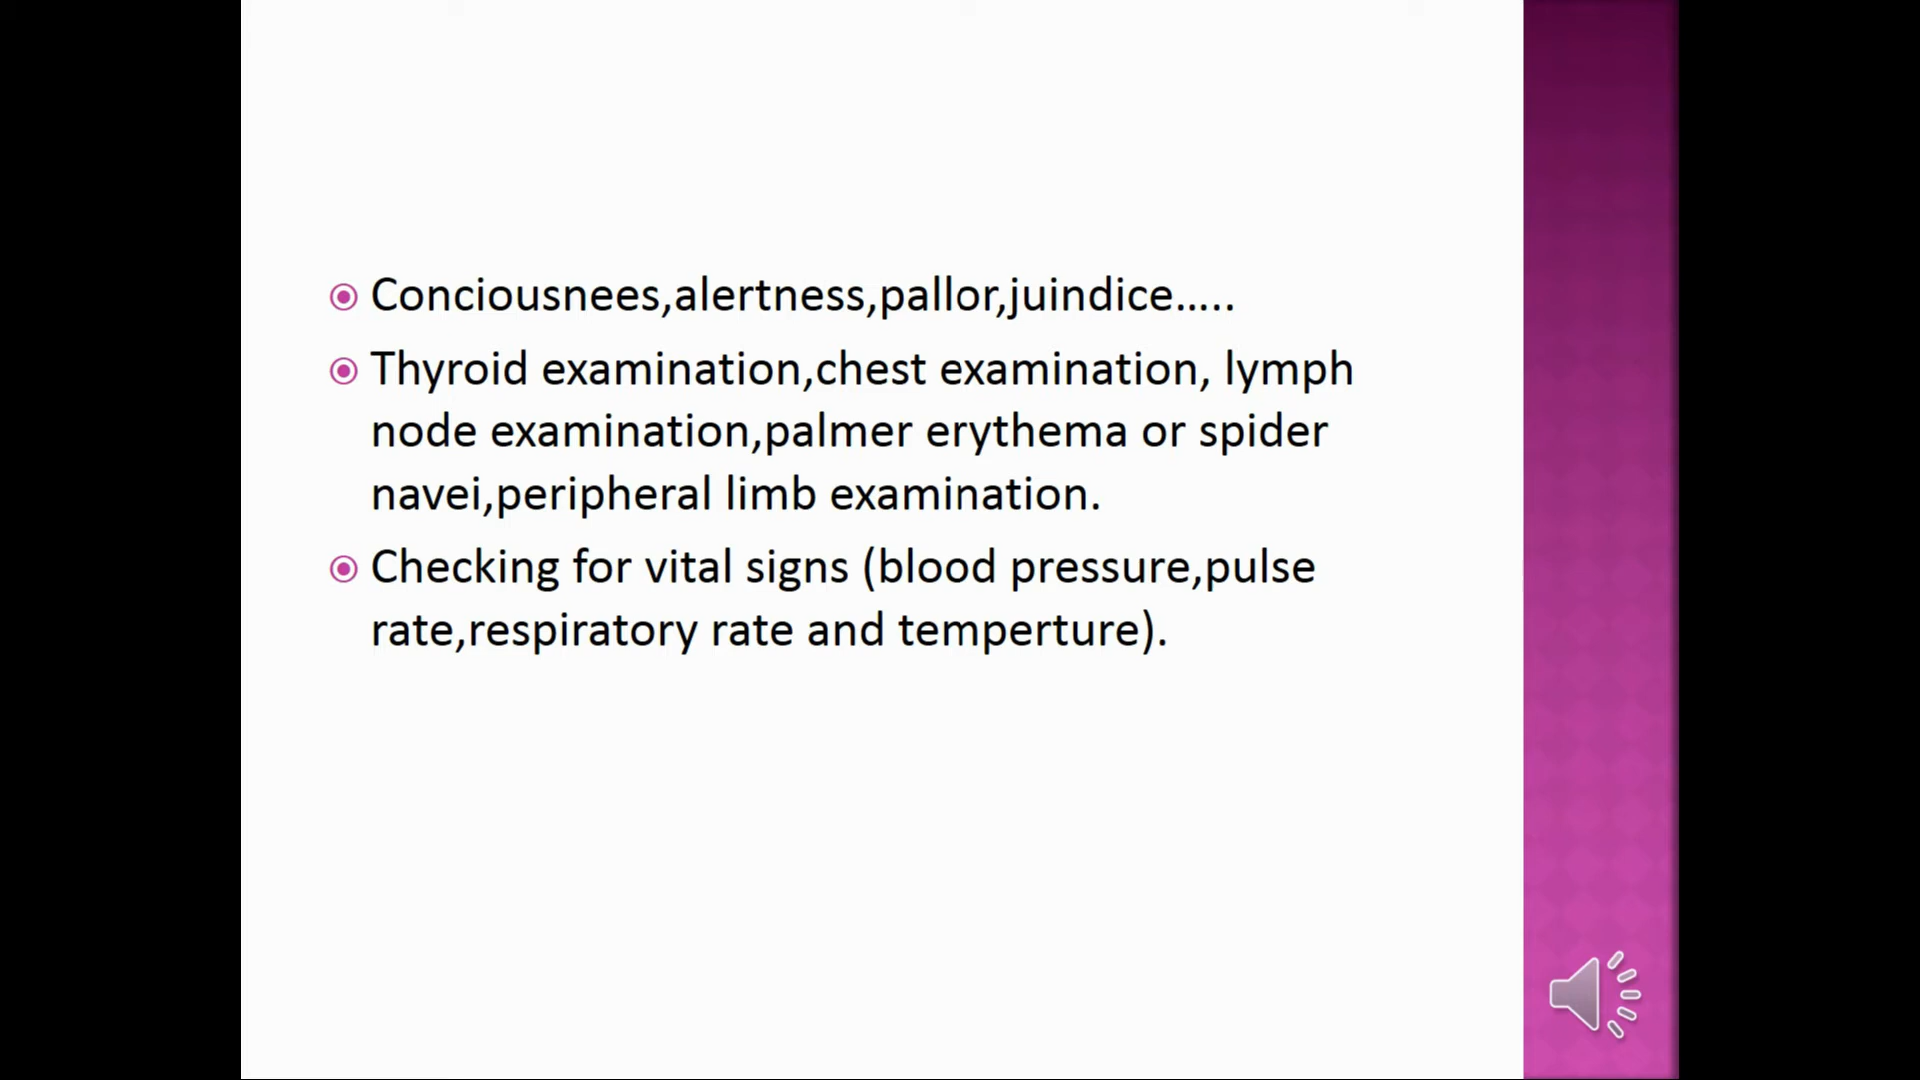 Conciousnees,alertness,pallor,juindice.....
Thyroid examination,chest examination, lymph
node examination,palmer erythema or spider
navei,peripheral limb examination.
Checking for vital signs (blood pressure,pulse
rate,respiratory rate and temperture).